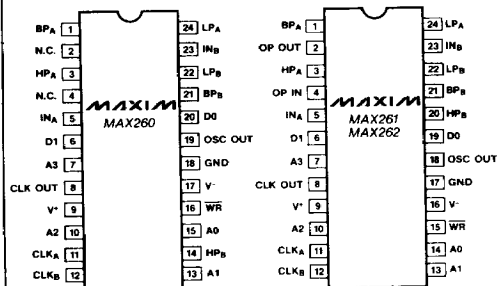 BPA 1 24 LPA
N.C. 2 23 INB
HPA 3 22 LPB
N.C. 4 21 BPB
MAXIM
MAX260
INA 5 20 D0
D1 6 19 OSC OUT
A3 7 18 GND
CLK OUT 8 17 V-
V+ 9 16 WR
A2 10 15 A0
CLKA 11 14 HPB
CLKB 12 13 A1
BPA 1 24 LPA
OP OUT 2 23 INB
HPA 3 22 LPB
OP IN 4 21 BPB
MAXIM
MAX261
MAX262
INA 5 20 HPB
D1 6 19 D0
A3 7 18 OSC OUT
CLK OUT 8 17 GND
V+ 9 16 V-
A2 10 15 WR
CLKA 11 14 A0
CLKB 12 13 A1